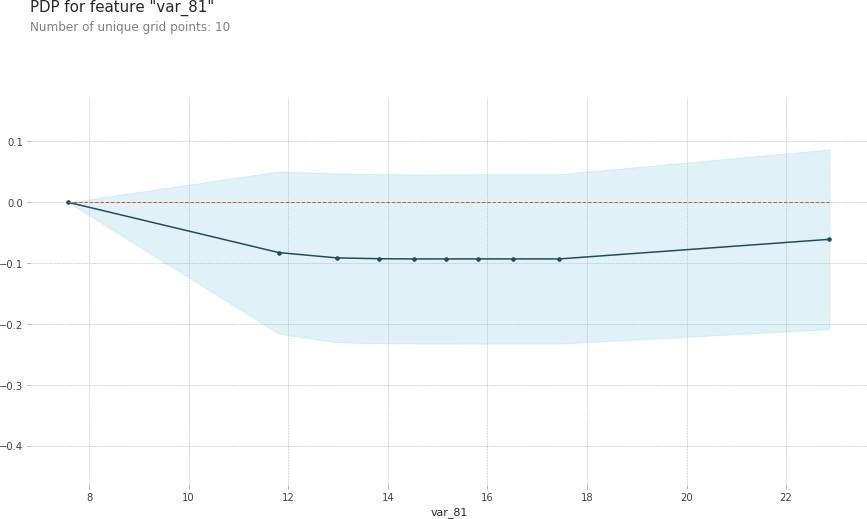 PDP for feature "var_81"
Number of unique grid points: 10
0.1
0.0
−0.1
−0.2
−0.3
−0.4
8 10 12 14 16 18 20 22
var_81